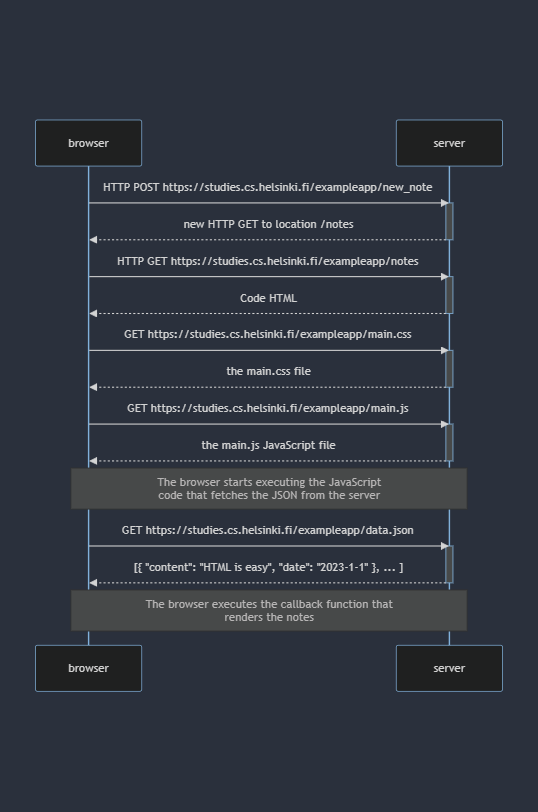 browser
server
HTTP POST https://studies.cs.helsinki.fi/exampleapp/new_note
new HTTP GET to location /notes
HTTP GET https://studies.cs.helsinki.fi/exampleapp/notes
Code HTML
GET https://studies.cs.helsinki.fi/exampleapp/main.css
the main.css file
GET https://studies.cs.helsinki.fi/exampleapp/main.js
the main.js JavaScript file
The browser starts executing the JavaScript
code that fetches the JSON from the server
GET https://studies.cs.helsinki.fi/exampleapp/data.json
[{ "content": "HTML is easy", "date": "2023-1-1" }, ... ]
The browser executes the callback function that
renders the notes
browser
server